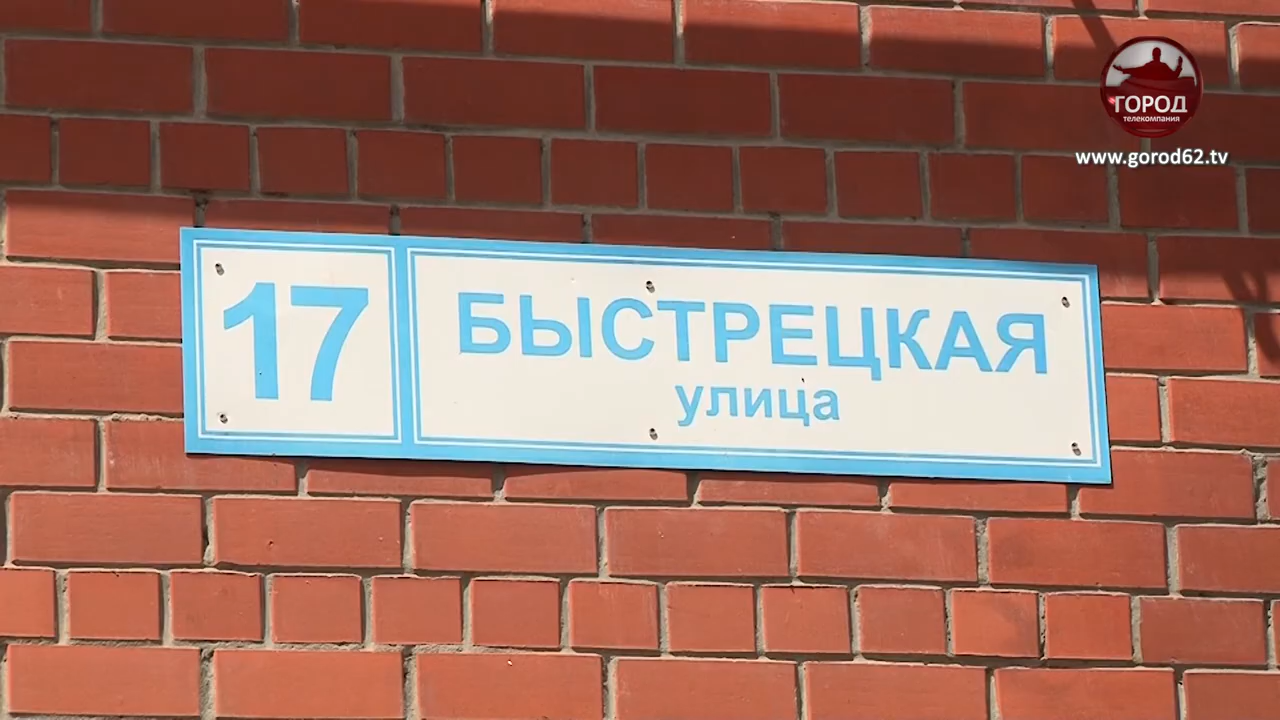 ГОРОД
телекомпания
www.gorod62.tv
17
БЫСТРЕЦКАЯ
улица